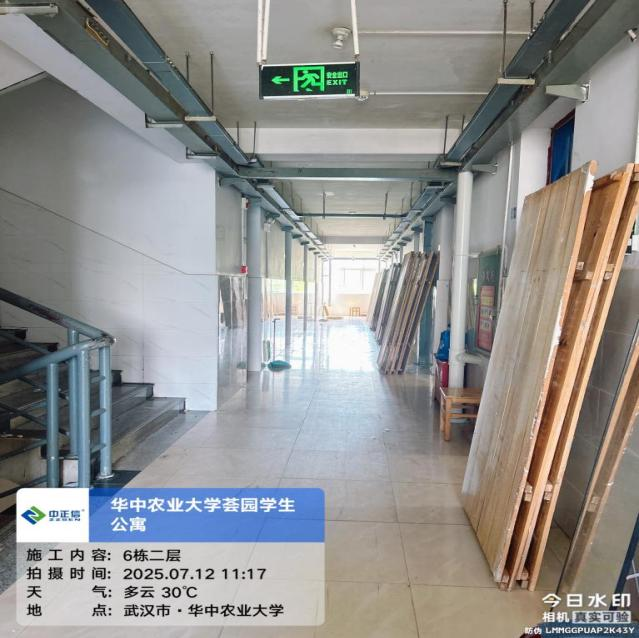 安全出口
EXIT
中正信
ZZSEEN
华中农业大学荟园学生
公寓
施工内容: 6栋二层
拍摄时间: 2025.07.12 11:17
天气: 多云 30℃
地点: 武汉市·华中农业大学
今日水印
相机 真实可验
防伪 LMMGGPUAP2K43Y